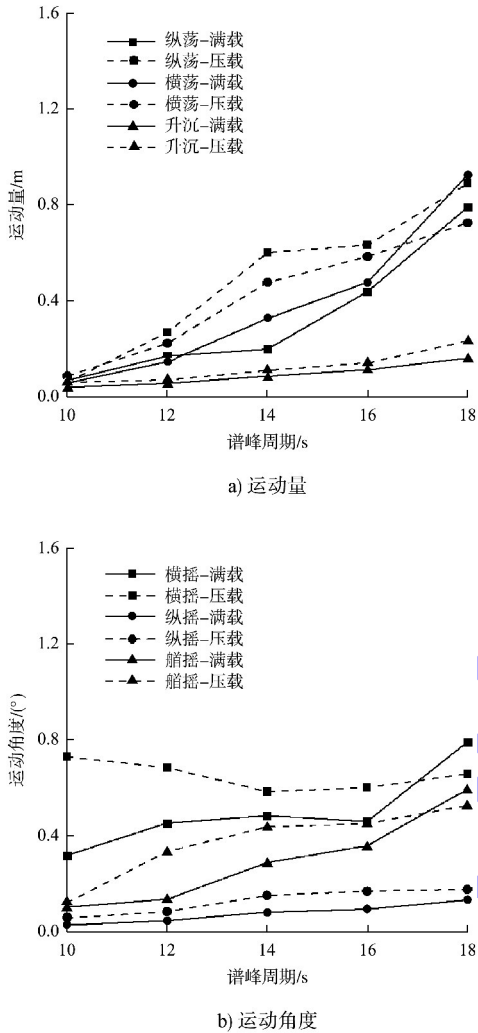 1.6
纵荡–满载
纵荡–压载
横荡–满载
横荡–压载
升沉–满载
升沉–压载
1.2
0.8
0.4
0.0
运动量/m
10 12 14 16 18
谱峰周期/s
a) 运动量
1.6
横摇–满载
横摇–压载
纵摇–满载
纵摇–压载
艏摇–满载
艏摇–压载
1.2
0.8
0.4
0.0
运动角度/(°)
10 12 14 16 18
谱峰周期/s
b) 运动角度